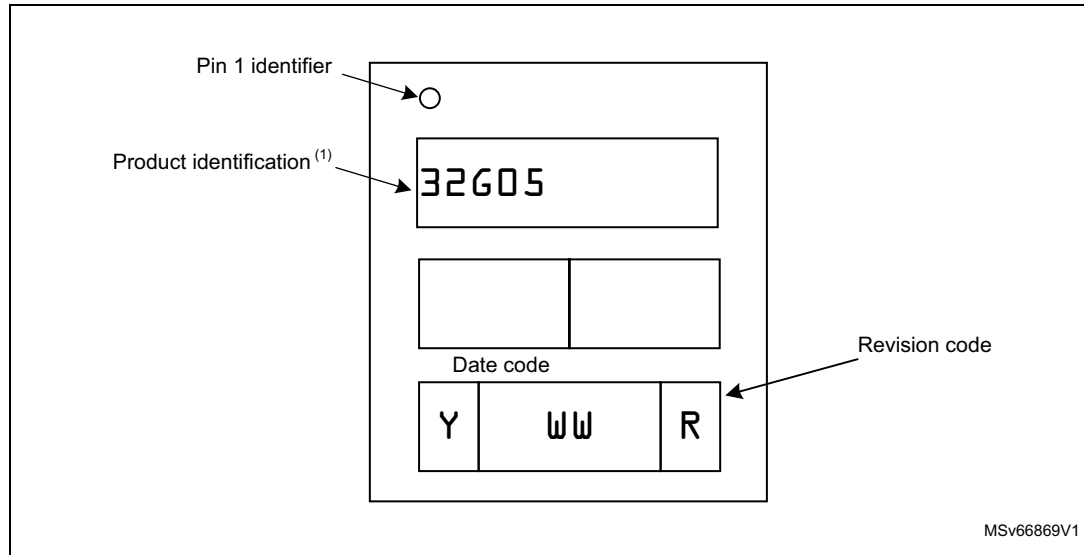 Pin 1 identifier
Product identification (1)
32G05
Date code
Revision code
Y WW R
MSv66869V1